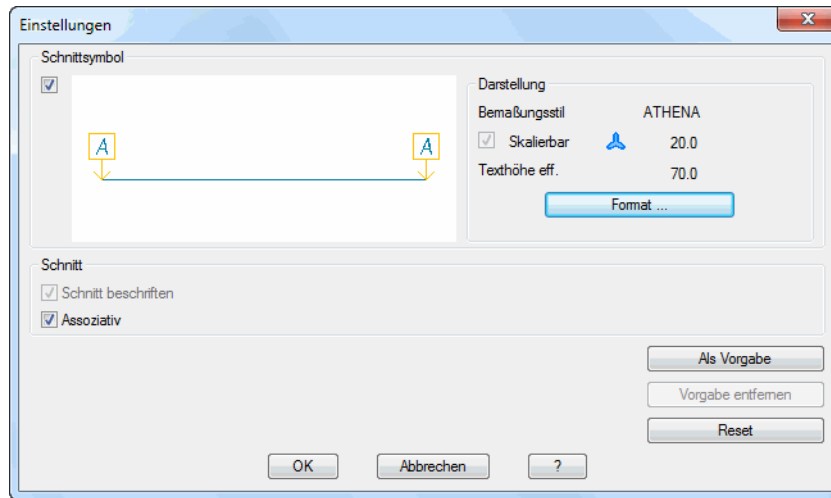 Einstellungen
Schnittsymbol
A
A
Darstellung
Bemaßungsstil ATHENA
Skalierbar 20.0
Texthöhe eff. 70.0
Format ...
Schnitt
Schnitt beschriften
Assoziativ
Als Vorgabe
Vorgabe entfernen
Reset
OK Abbrechen ?